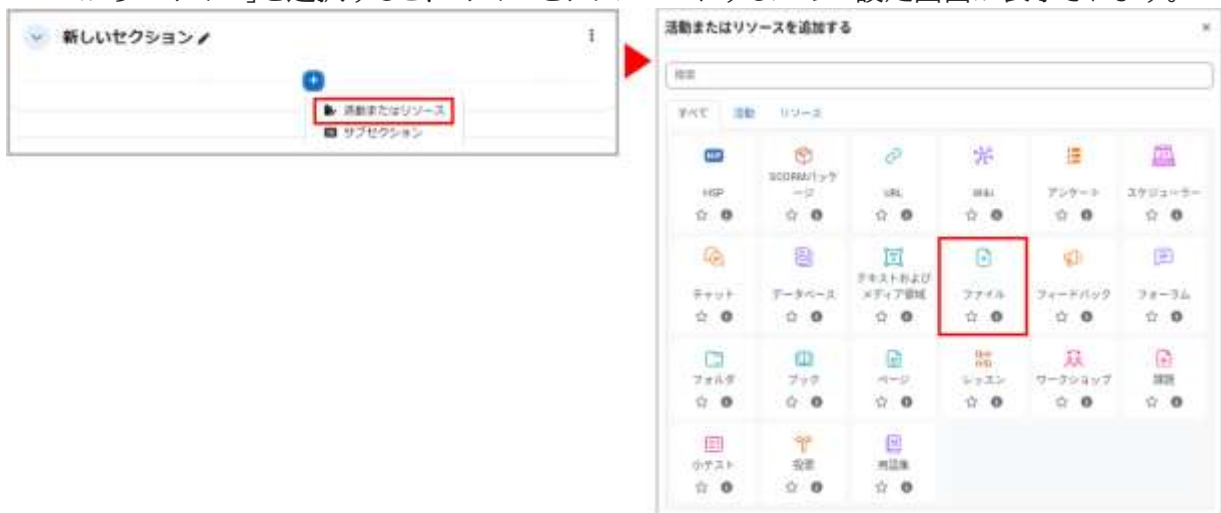 新しいセクション
活動またはリソース
サブセクション
活動またはリソースを追加する
検索
すべて 活動 リソース
H5P
SCORMパッケージ
URL
Wiki
アンケート
スケジューラー
チャット
データベース
テキストおよび
メディア領域
ファイル
フィードバック
フォーラム
フォルダ
ブック
ページ
レッスン
ワークショップ
課題
小テスト
投票
用語集